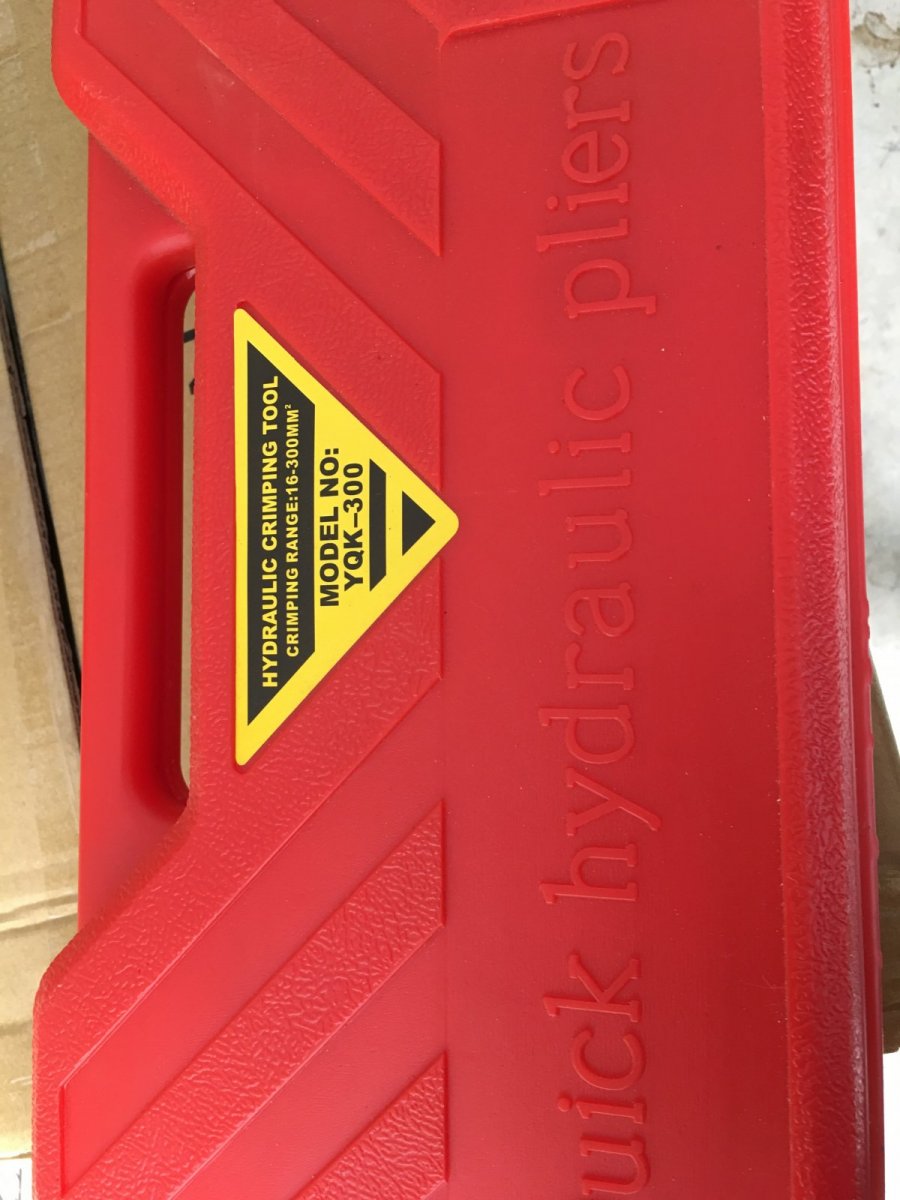 HYDRAULIC CRIMPING TOOL
CRIMPING RANGE:16-300MM²
MODEL NO:
YQK-300
uick hydraulic pliers